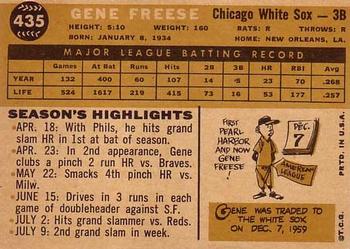 435 GENE FREESE Chicago White Sox — 3B
HEIGHT: 5:10 WEIGHT: 160 BATS: R THROWS: R
BORN: JANUARY 8, 1934 HOME: NEW ORLEANS, LA.
MAJOR LEAGUE BATTING RECORD
GAMES AT BAT RUNS HITS 2B 3B HR RBI AVG.
YEAR 132 400 60 107 14 5 23 70 .268
LIFE 524 1617 217 415 71 14 57 203 .257
SEASON'S HIGHLIGHTS
APR. 18: With Phils, he hits grand
slam HR in 1st at bat of season.
APR. 23: In 2nd appearance, Gene
clubs a pinch 2 run HR vs. Braves.
MAY 22: Smacks 4th pinch HR vs.
Milw.
JUNE 15: Drives in 3 runs in each
game of doubleheader against S.F.
JULY 2: Hits grand slammer vs. Reds.
JULY 9: Hits grand slam in 2nd week.
FIRST
PEARL
HARBOR
AND NOW
GENE
FREESE!
DEC.
7
AMERICAN
LEAGUE
GENE WAS TRADED
TO THE WHITE SOX
ON DEC. 7, 1959
©T.C.G. PRTD. IN U.S.A.